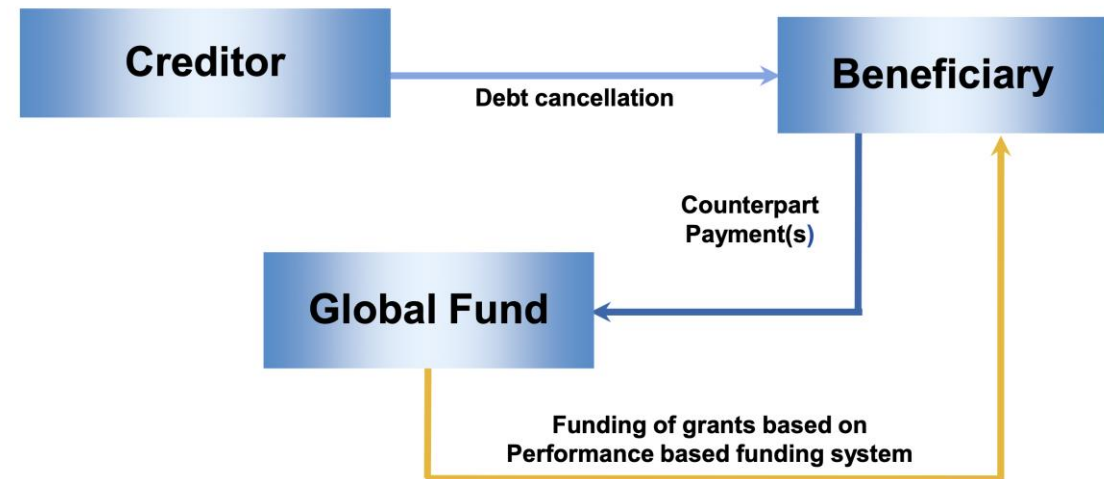 Creditor
Beneficiary
Debt cancellation
Counterpart
Payment(s)
Global Fund
Funding of grants based on
Performance based funding system